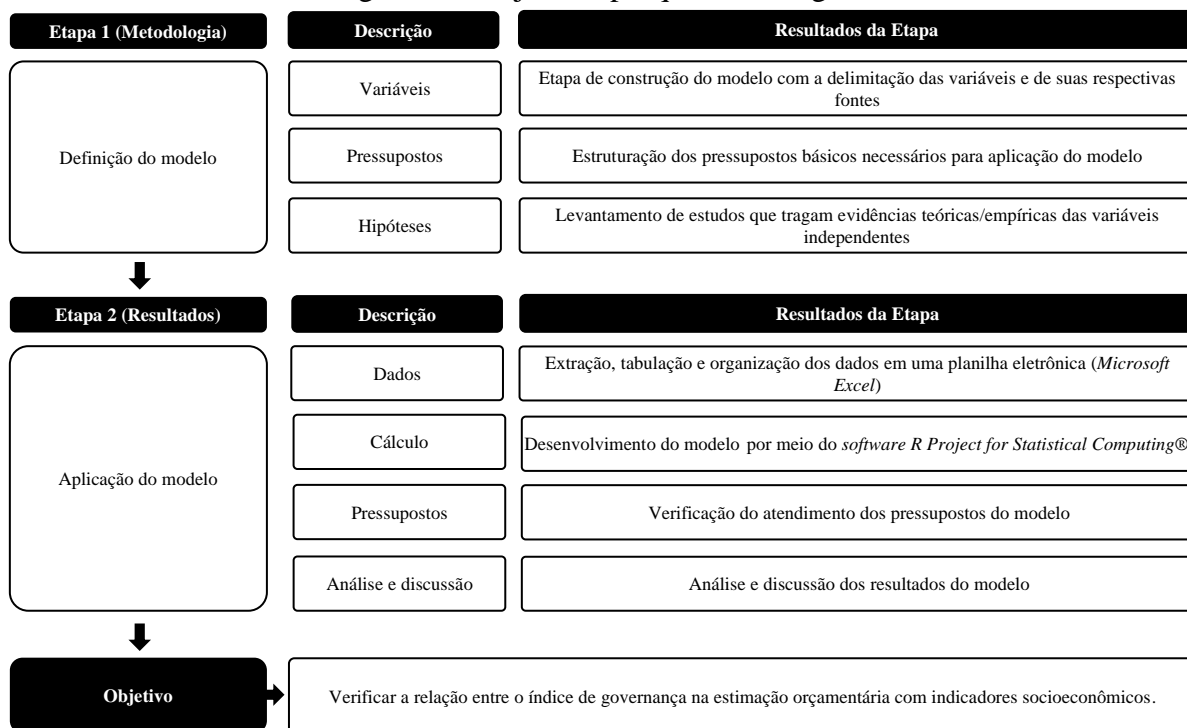 Etapa 1 (Metodologia)
Descrição
Resultados da Etapa
Definição do modelo
Variáveis
Etapa de construção do modelo com a delimitação das variáveis e de suas respectivas
fontes
Pressupostos
Estruturação dos pressupostos básicos necessários para aplicação do modelo
Hipóteses
Levantamento de estudos que tragam evidências teóricas/empíricas das variáveis
independentes
Etapa 2 (Resultados)
Descrição
Resultados da Etapa
Aplicação do modelo
Dados
Extração, tabulação e organização dos dados em uma planilha eletrônica (Microsoft
Excel)
Cálculo
Desenvolvimento do modelo por meio do software R Project for Statistical Computing®
Pressupostos
Verificação do atendimento dos pressupostos do modelo
Análise e discussão
Análise e discussão dos resultados do modelo
Objetivo
Verificar a relação entre o índice de governança na estimação orçamentária com indicadores socioeconômicos.